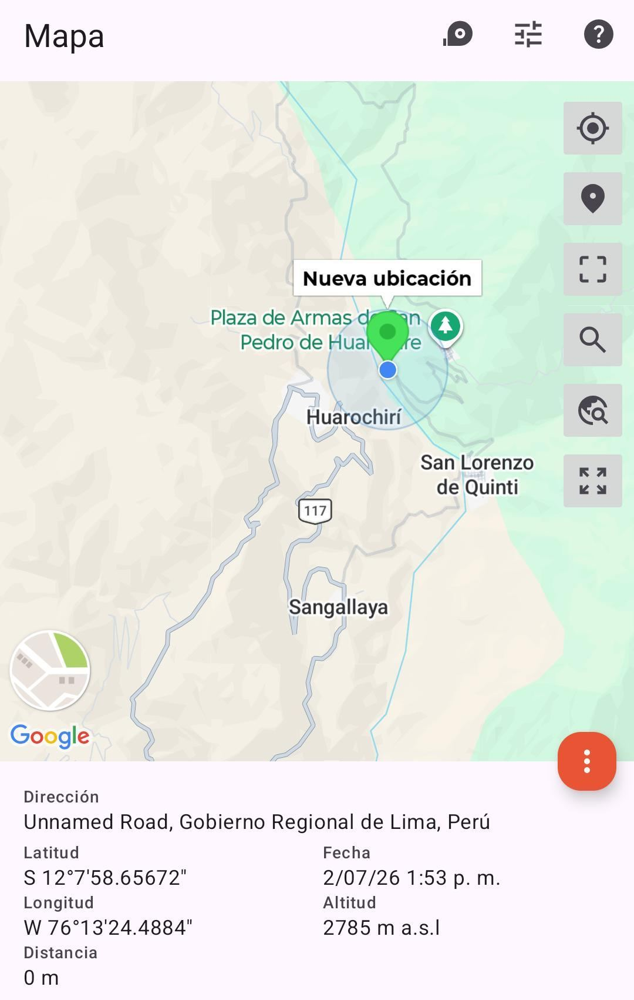 Mapa
Nueva ubicación
Plaza de Armas de San
Pedro de Huarochire
Huarochirí
San Lorenzo
de Quinti
117
Sangallaya
Google
Dirección
Unnamed Road, Gobierno Regional de Lima, Perú
Latitud
Fecha
S 12°7'58.65672"
2/07/26 1:53 p. m.
Longitud
Altitud
W 76°13'24.4884"
2785 m a.s.l
Distancia
0 m